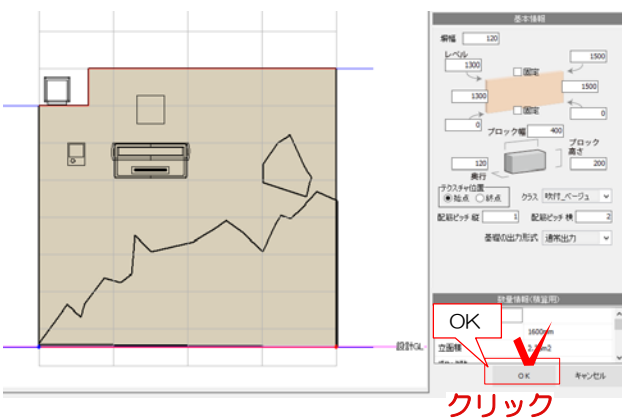 基本情報
塀幅 120
レベル
1300
1500
固定
1300
1500
固定
0
0
ブロック幅 400
ブロック
高さ
120
200
奥行
テクスチャ位置
始点 終点
クラス 吹付_ベージュ
配筋ピッチ 縦 1 配筋ピッチ 横 2
基礎の出力形式 通常出力
数量情報(積算用)
OK
1600mm
立面積
設計GL
OK キャンセル
クリック